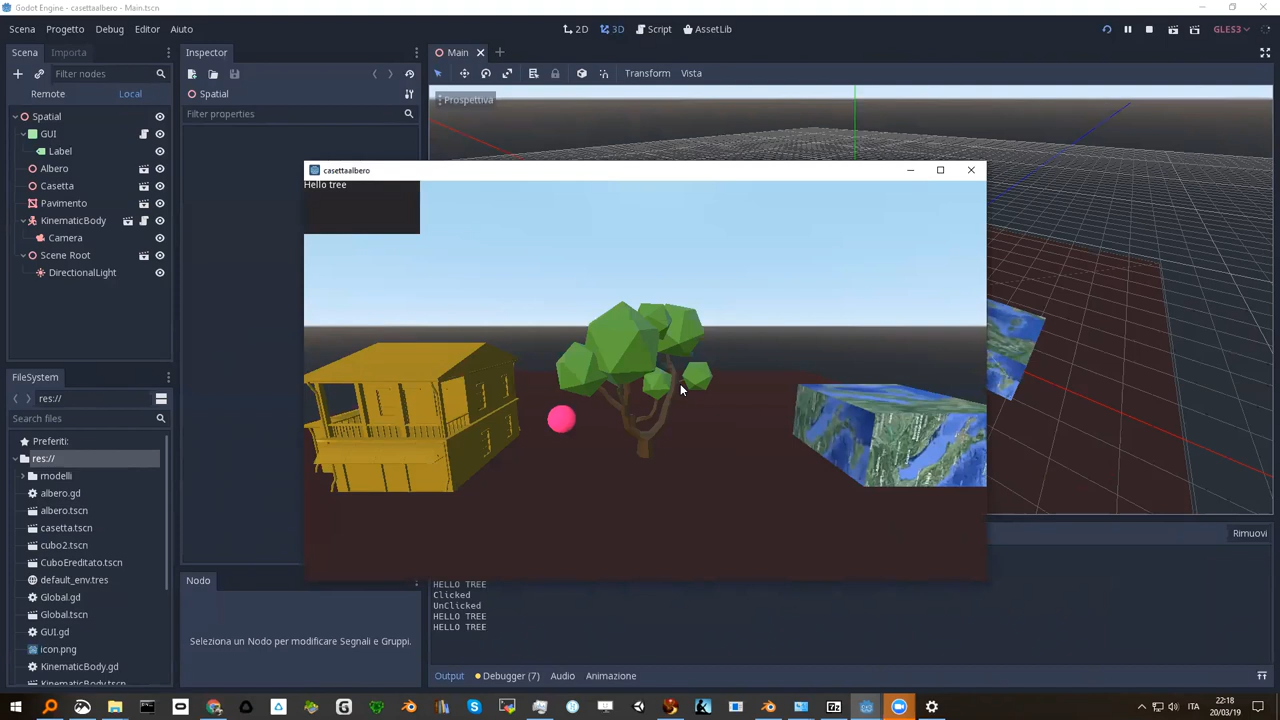 Godot Engine - casettaalbero - Main.tscn
Scene Progetto Debug Editor Aiuto
2D 3D Script AssetLib
GLES3
Scena Importa
Filter nodes
Remote Local
Spatial
GUI
Label
Albero
Casetta
Pavimento
KinematicBody
Camera
Scene Root
DirectionalLight
FileSystem
res://
Search files
Preferiti:
res://
modelli
albero.gd
albero.tscn
casetta.tscn
cubo2.tscn
CuboEreditato.tscn
default_env.tres
Global.gd
Global.tscn
GUI.gd
icon.png
KinematicBody.gd
KinematicBody.tscn
Inspector
Spatial
Filter properties
Nodo
Seleziona un Nodo per modificare Segnali e Gruppi.
Main
Transform Vista
Prospettiva
casettaalbero
Hello tree
Rimuovi
HELLO TREE
Clicked
UnClicked
HELLO TREE
HELLO TREE
Output Debugger (7) Audio Animazione
ITA
22:18
20/03/19